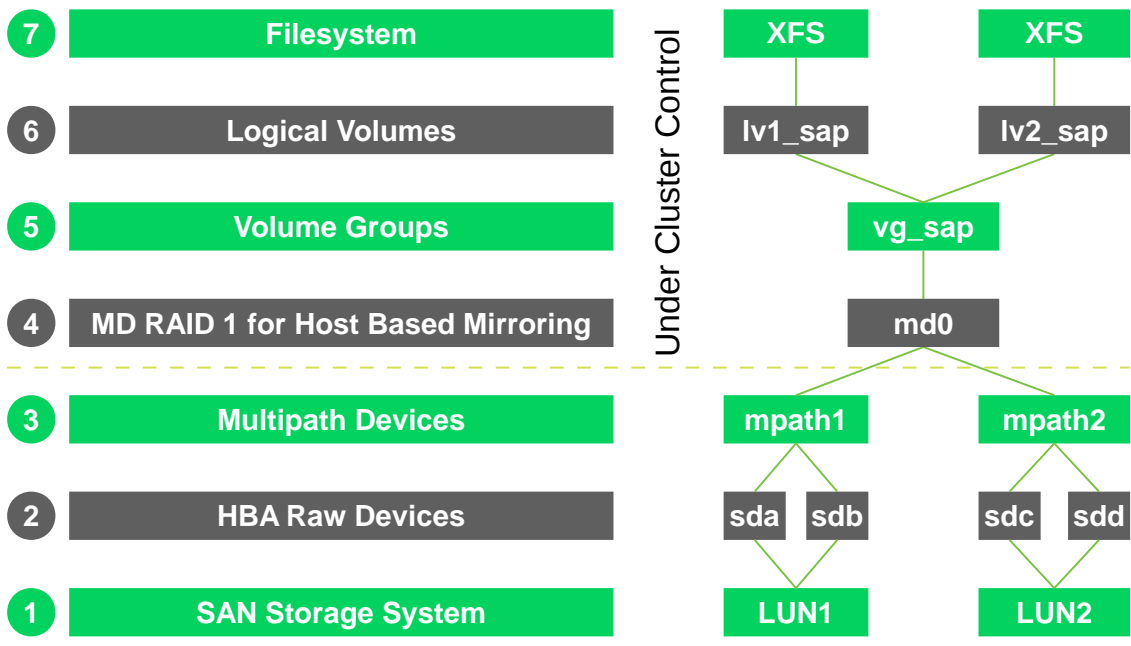 7 Filesystem XFS XFS
6 Logical Volumes lv1_sap lv2_sap
5 Volume Groups vg_sap
4 MD RAID 1 for Host Based Mirroring md0
Under Cluster Control
3 Multipath Devices mpath1 mpath2
2 HBA Raw Devices sda sdb sdc sdd
1 SAN Storage System LUN1 LUN2